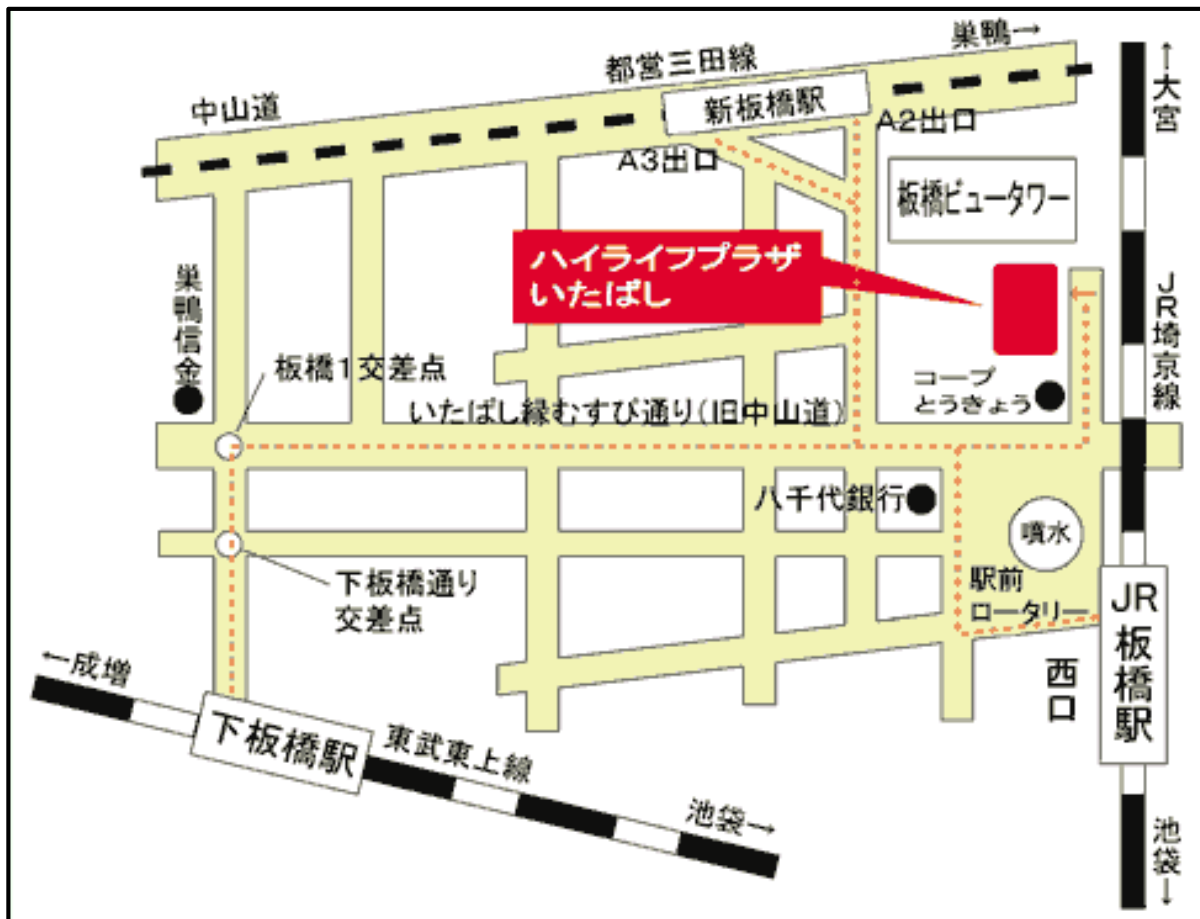 巣鴨→
都営三田線
中山道
新板橋駅
A2出口
A3出口
↑大宮
板橋ビュータワー
ハイライフプラザ
いたばし
巣鴨信金
JR埼京線
板橋1交差点
コープ
とうきょう
いたばし縁むすび通り(旧中山道)
八千代銀行
噴水
下板橋通り
交差点
駅前
ロータリー
JR板橋駅
西口
←成増
下板橋駅
東武東上線
池袋→
池袋↓